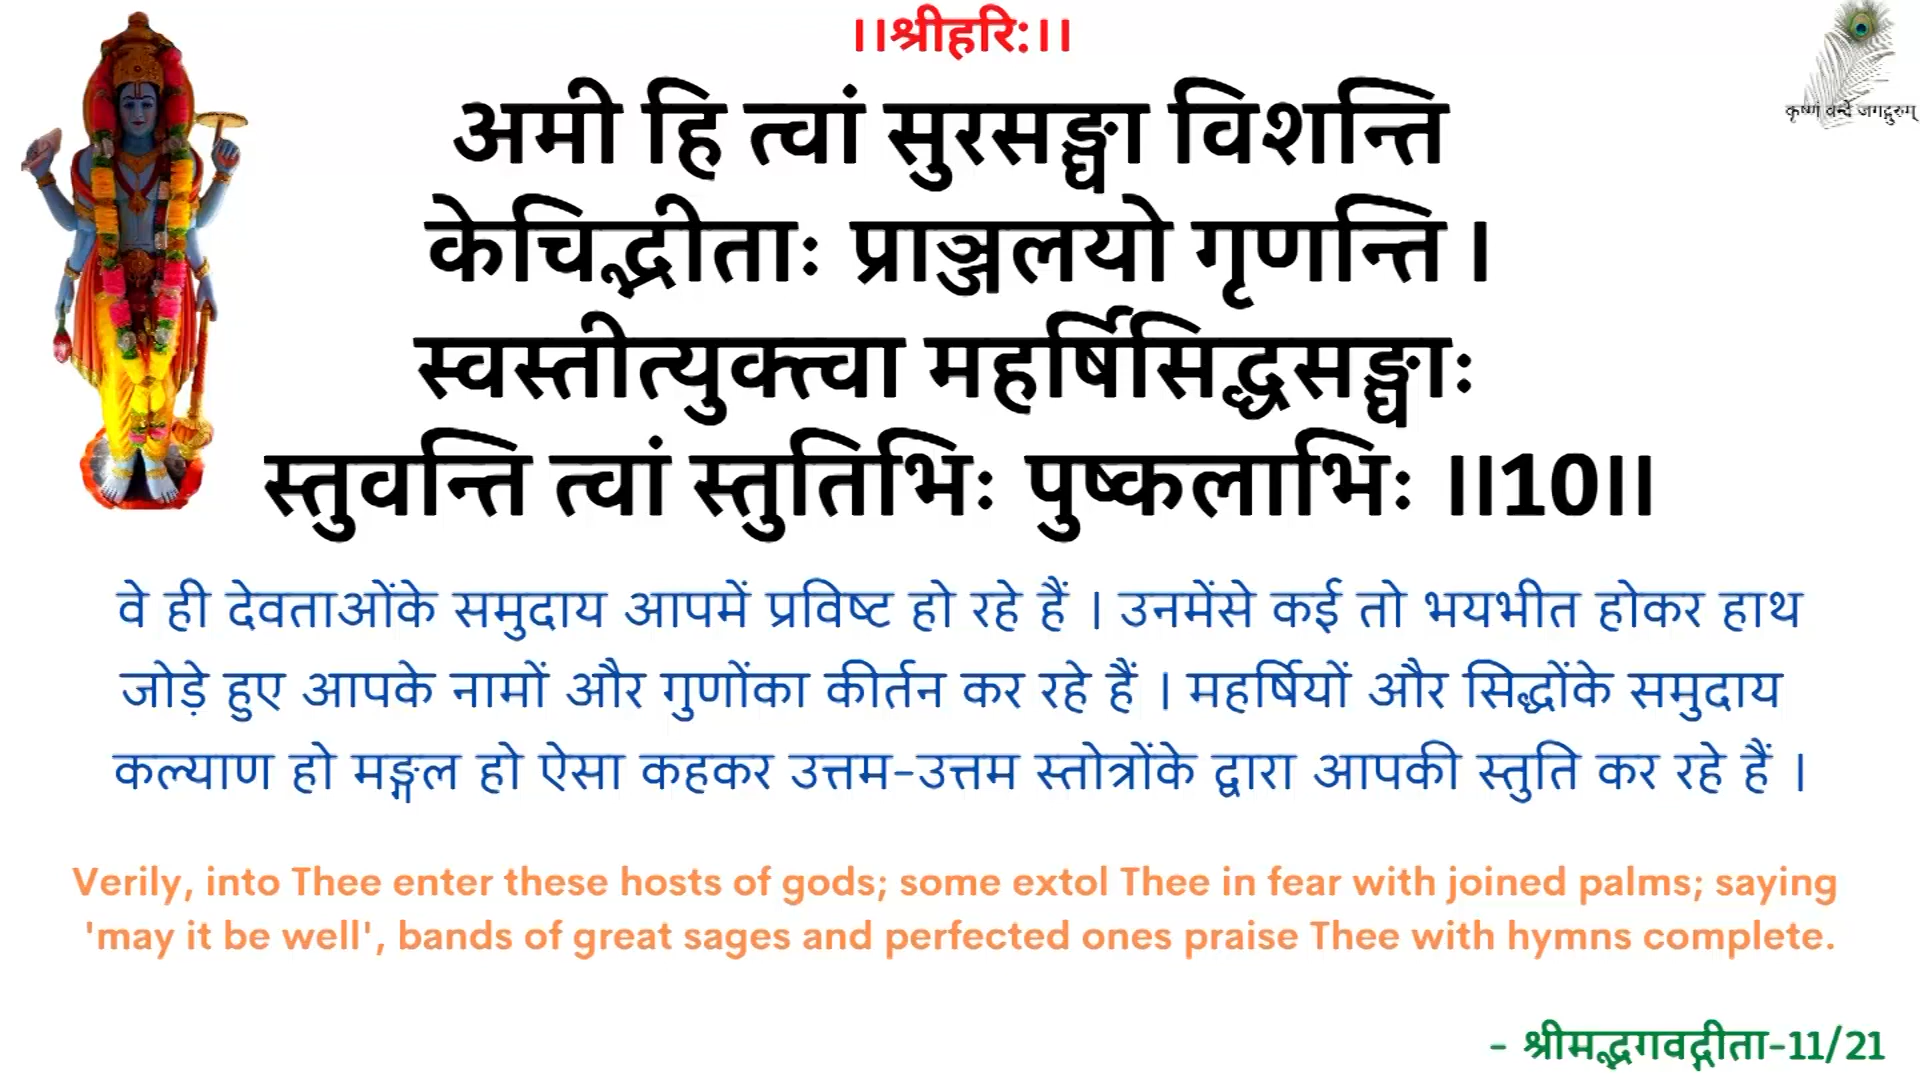 ।।श्रीहरि:।।
कृष्णं वन्दे जगद्गुरुम्
अमी हि त्वां सुरसङ्घा विशन्ति
केचिद्भीताः प्राञ्जलयो गृणन्ति ।
स्वस्तीत्युक्त्वा महर्षिसिद्धसङ्घाः
स्तुवन्ति त्वां स्तुतिभिः पुष्कलाभिः ॥10॥
वे ही देवताओंके समुदाय आपमें प्रविष्ट हो रहे हैं । उनमेंसे कई तो भयभीत होकर हाथ
जोड़े हुए आपके नामों और गुणोंका कीर्तन कर रहे हैं । महर्षियों और सिद्धोंके समुदाय
कल्याण हो मङ्गल हो ऐसा कहकर उत्तम-उत्तम स्तोत्रोंके द्वारा आपकी स्तुति कर रहे हैं ।
Verily, into Thee enter these hosts of gods; some extol Thee in fear with joined palms; saying
'may it be well', bands of great sages and perfected ones praise Thee with hymns complete.
- श्रीमद्भगवद्गीता-11/21